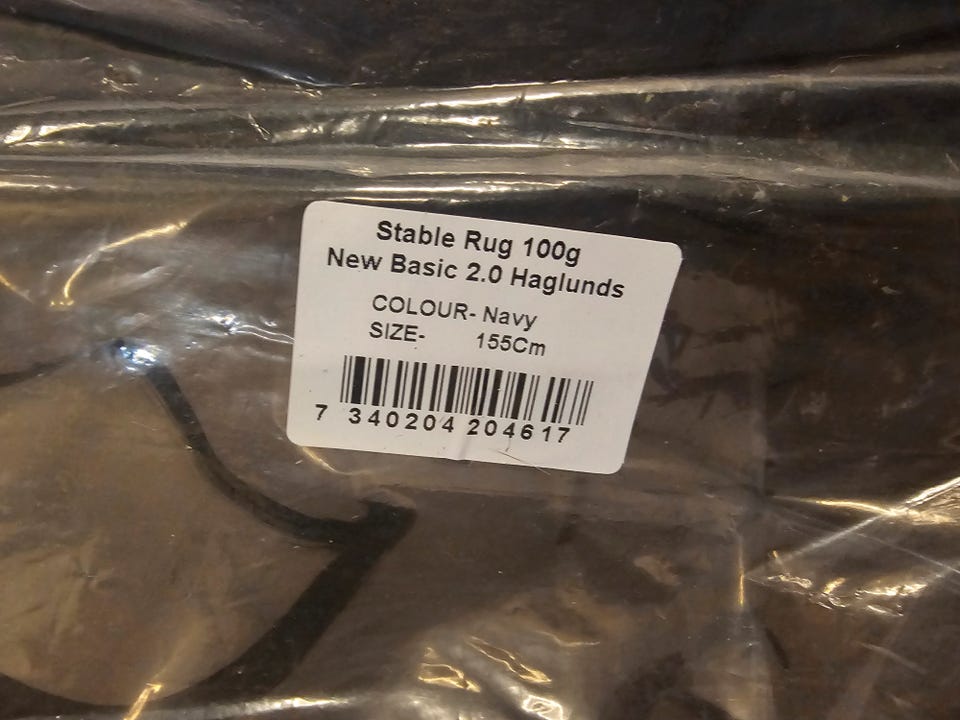 Stable Rug 100g
New Basic 2.0 Haglunds
COLOUR- Navy
SIZE- 155Cm
7 340204 204617